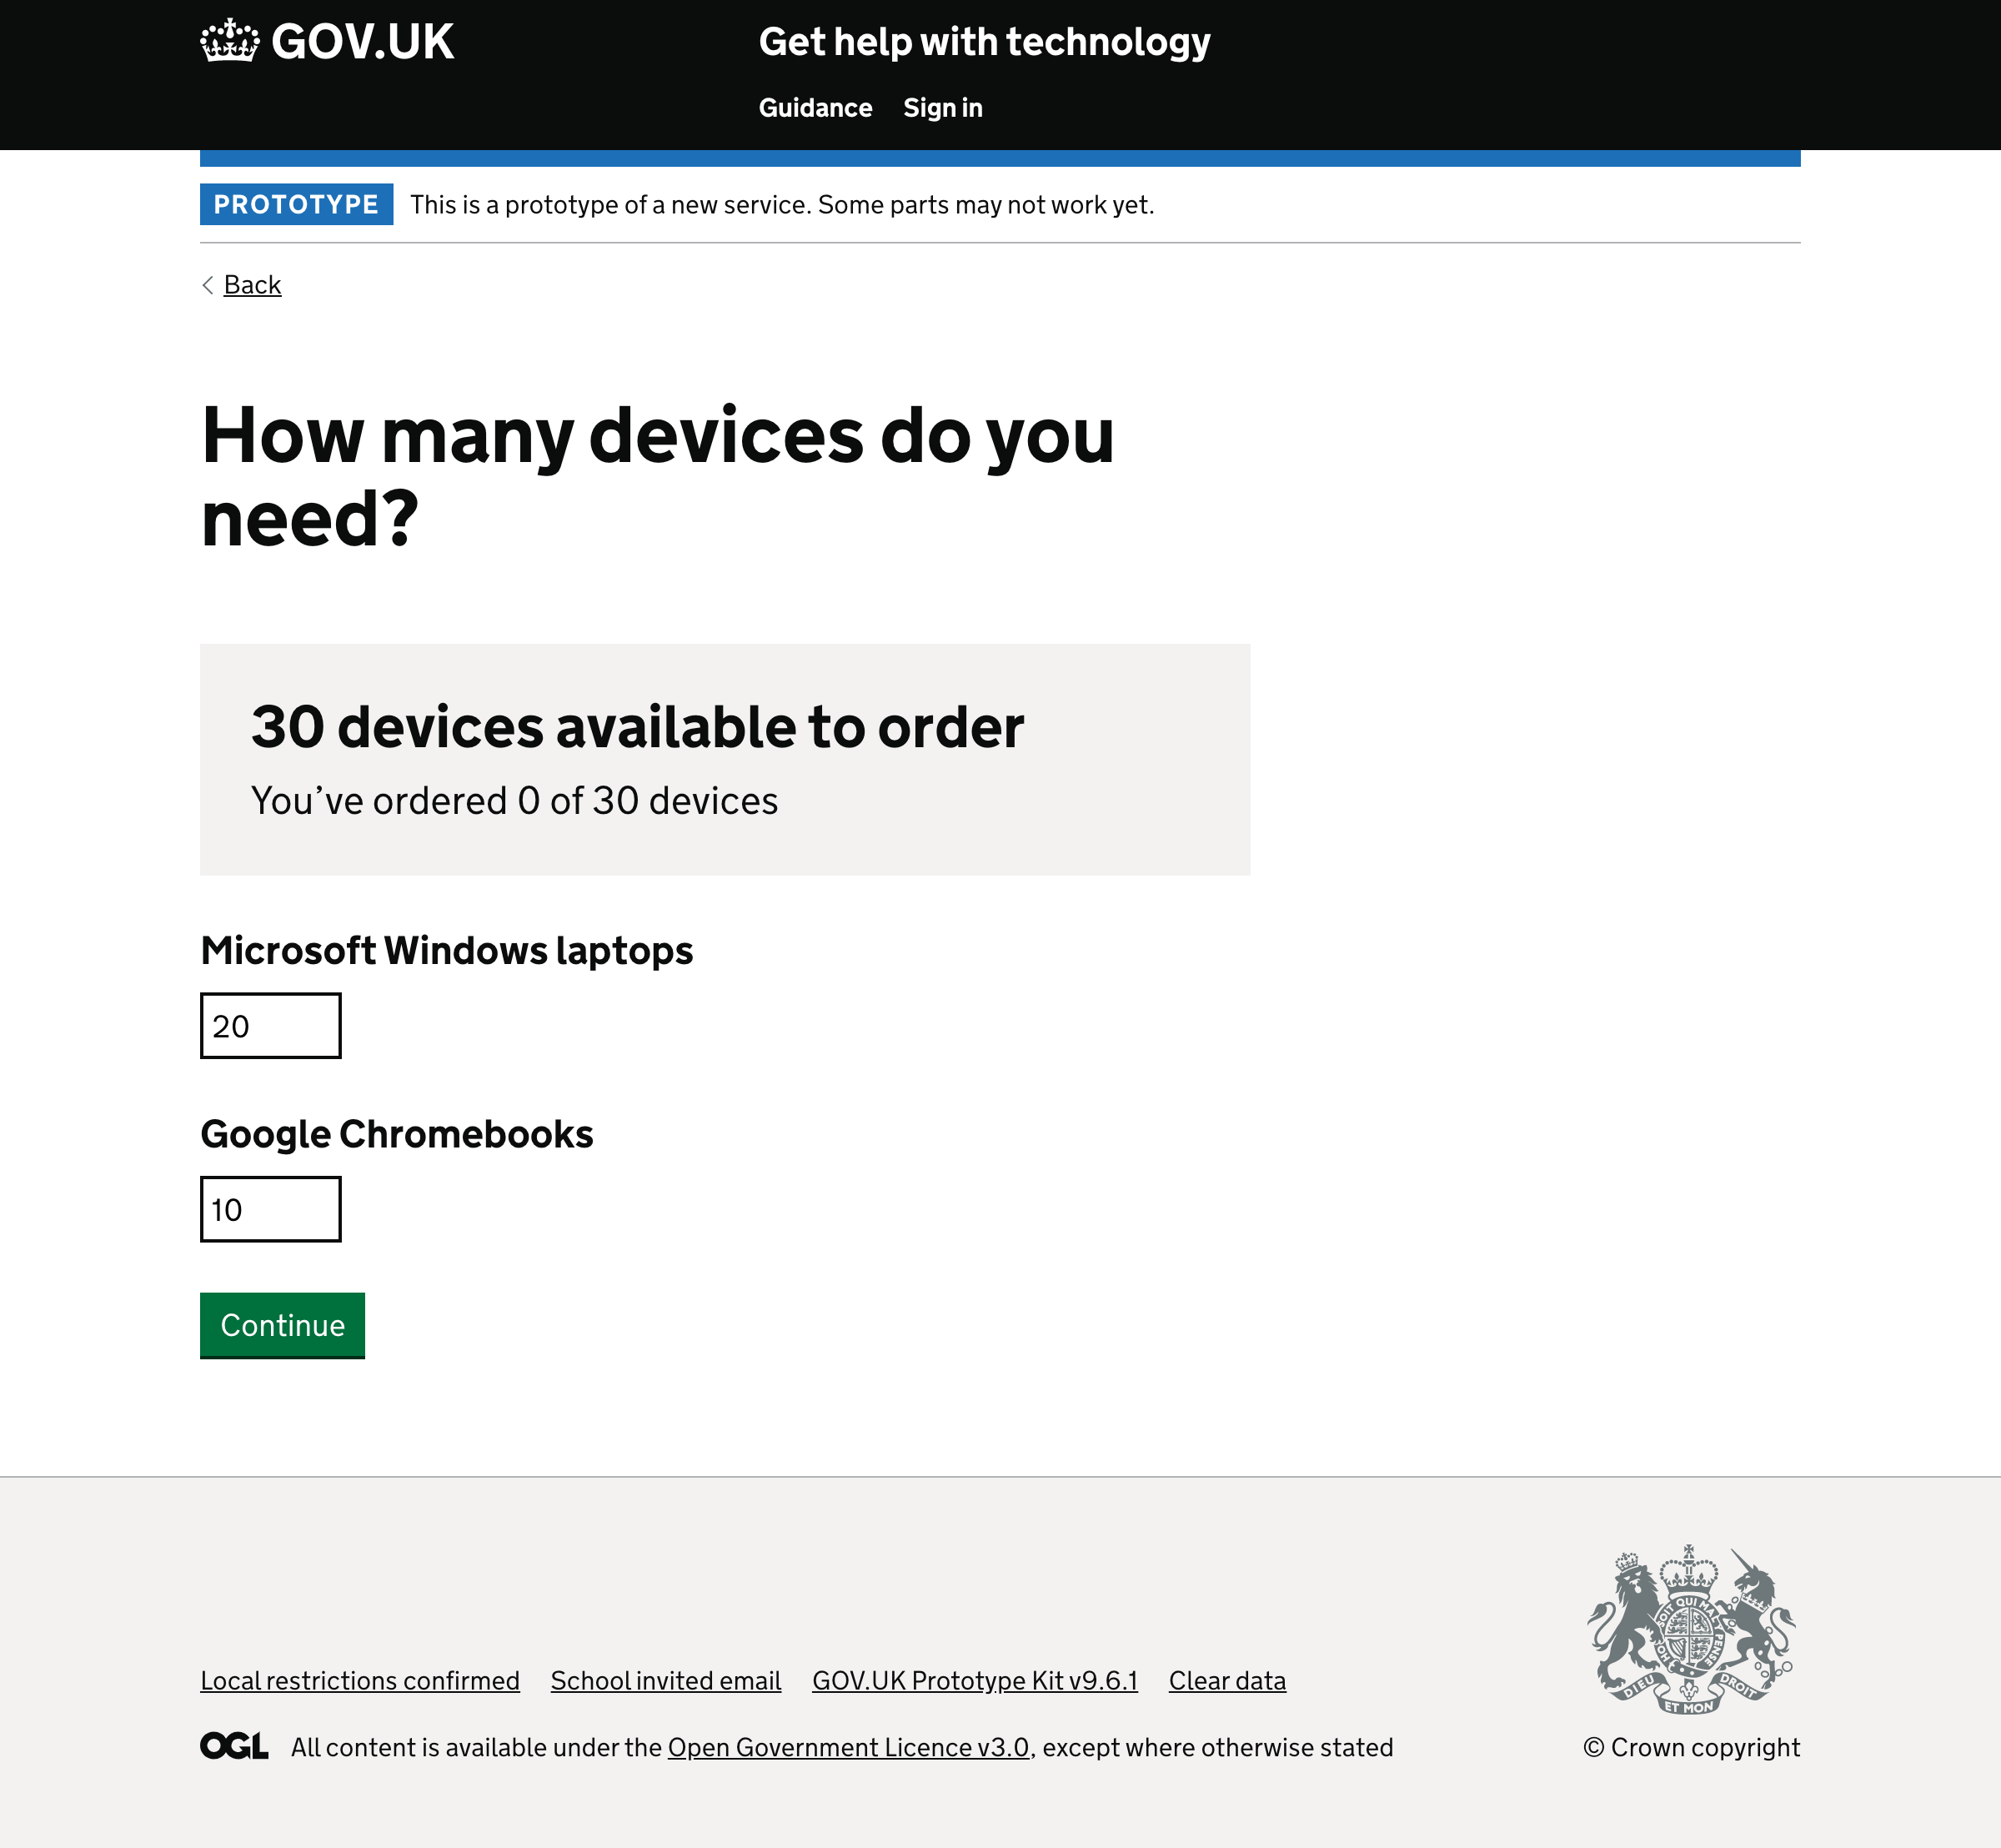 GOV.UK
Get help with technology
Guidance Sign in
PROTOTYPE This is a prototype of a new service. Some parts may not work yet.
Back
How many devices do you
need?
30 devices available to order
You’ve ordered 0 of 30 devices
Microsoft Windows laptops
20
Google Chromebooks
10
Continue
Local restrictions confirmed School invited email GOV.UK Prototype Kit v9.6.1 Clear data
OGL All content is available under the Open Government Licence v3.0, except where otherwise stated
SOIT QUI MAL PENSE
HON
DIEU ET MON DROIT
© Crown copyright